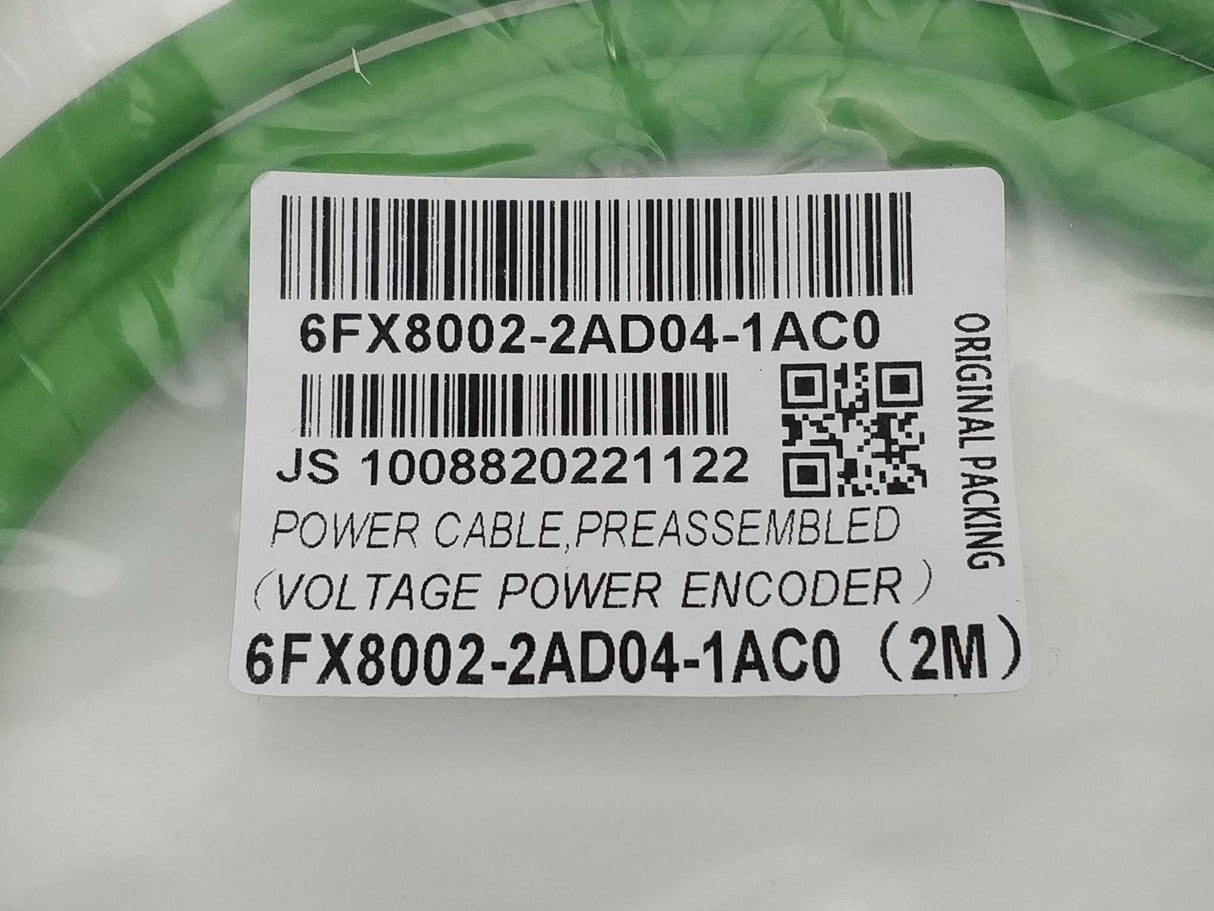 6FX8002-2AD04-1AC0
JS 1008820221122
POWER CABLE,PREASSEMBLED
（VOLTAGE POWER ENCODER）
6FX8002-2AD04-1AC0（2M）
ORIGINAL PACKING